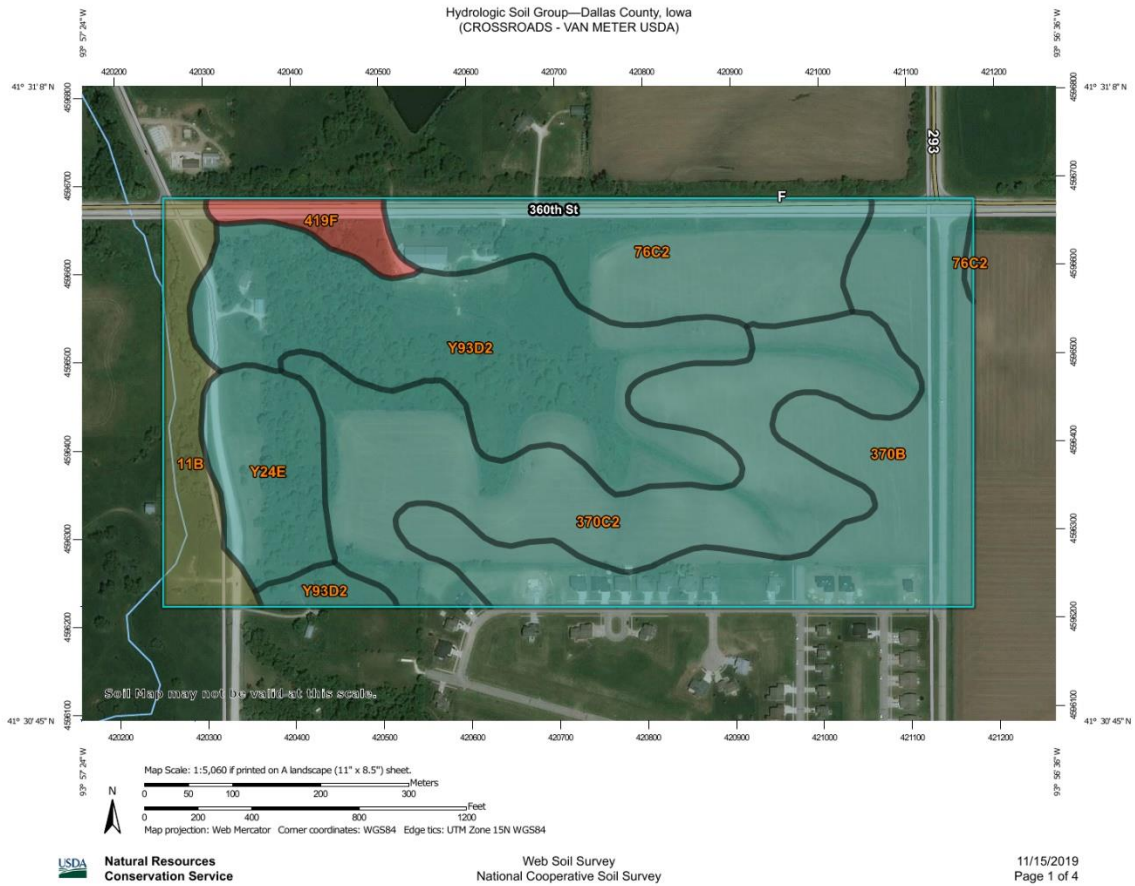 Hydrologic Soil Group—Dallas County, Iowa
(CROSSROADS - VAN METER USDA)
93° 57' 24" W
93° 56' 36" W
420200 420300 420400 420500 420600 420700 420800 420900 421000 421100 421200
41° 31' 8" N
41° 31' 8" N
4596800
4596800
293
4596700
4596700
F
360th St
419F
76C2
76C2
4596600
4596600
Y93D2
4596500
4596500
11B
Y24E
370B
4596400
4596400
370C2
4596300
4596300
Y93D2
4596200
4596200
Soil Map may not be valid at this scale.
4596100
4596100
41° 30' 45" N
41° 30' 45" N
420200 420300 420400 420500 420600 420700 420800 420900 421000 421100 421200
93° 57' 24" W
93° 56' 36" W
Map Scale: 1:5,060 if printed on A landscape (11" x 8.5") sheet.
Meters
0 50 100 200 300
N
Feet
0 200 400 800 1200
Map projection: Web Mercator Corner coordinates: WGS84 Edge tics: UTM Zone 15N WGS84
USDA
Natural Resources
Conservation Service
Web Soil Survey
National Cooperative Soil Survey
11/15/2019
Page 1 of 4